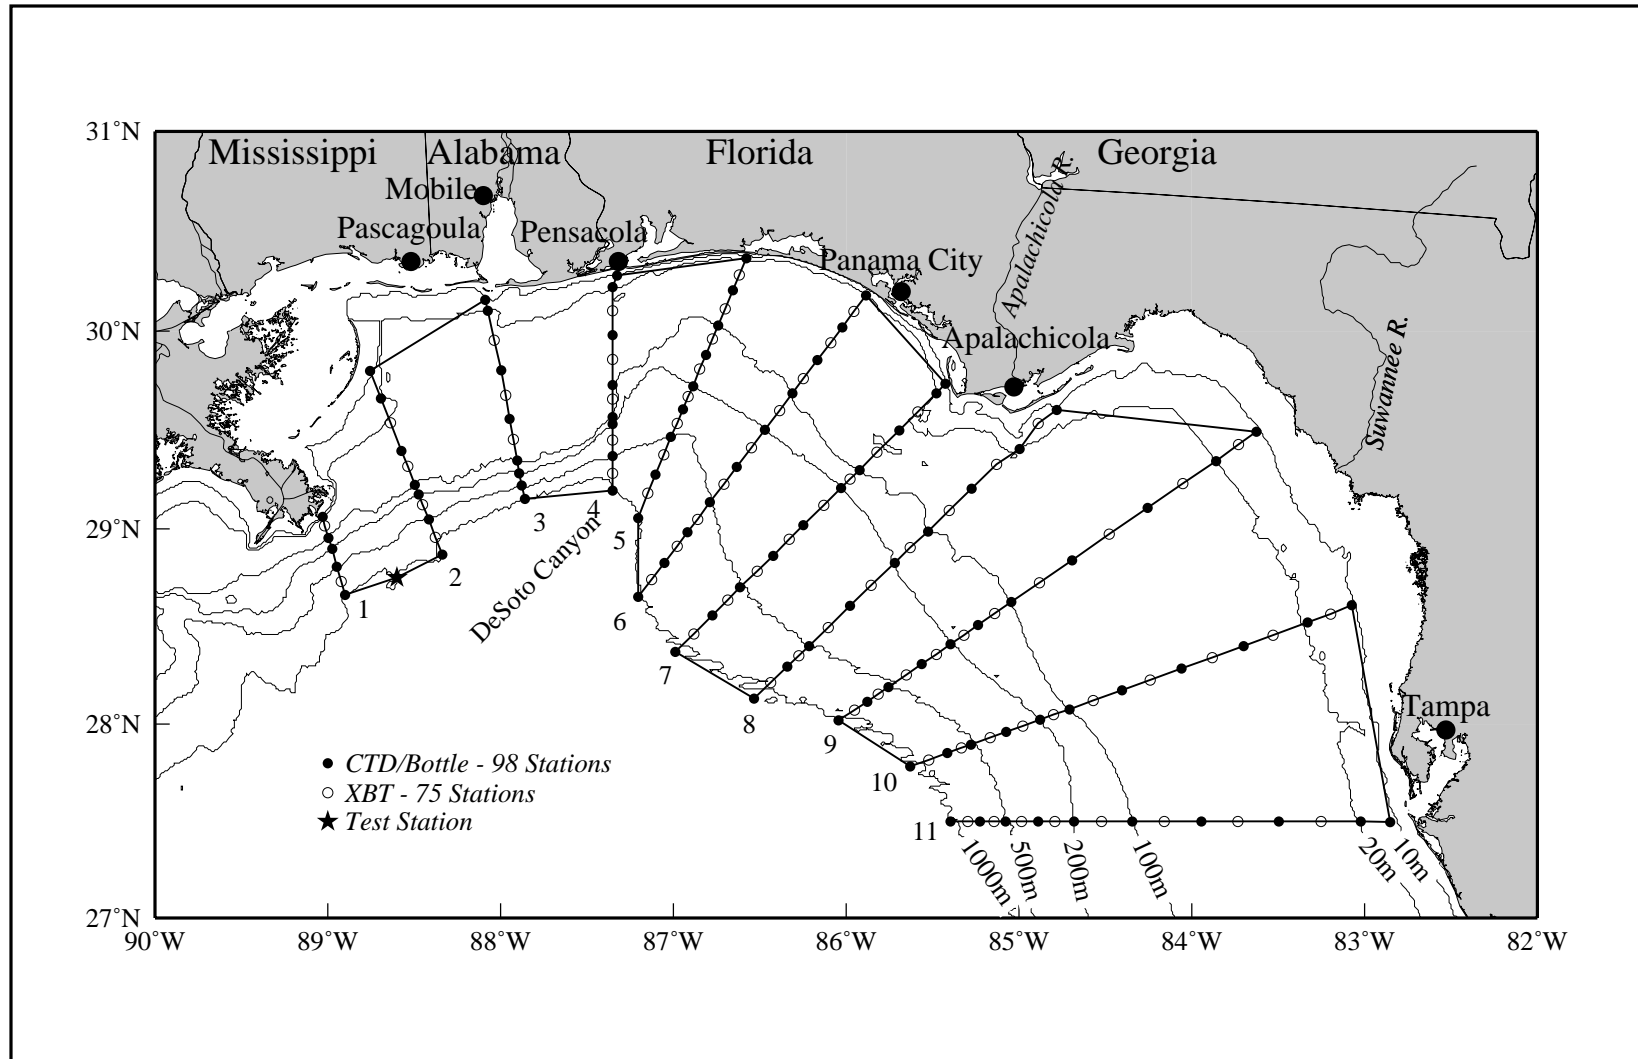 31°N
30°N
29°N
28°N
27°N
90°W
89°W
88°W
87°W
86°W
85°W
84°W
83°W
82°W
Mississippi
Alabama
Florida
Georgia
Mobile
Pascagoula
Pensacola
Panama City
Apalachicola R.
Apalachicola
Suwannee R.
Tampa
DeSoto Canyon
1
2
3
4
5
6
7
8
9
10
11
1000m
500m
200m
100m
20m
10m
CTD/Bottle - 98 Stations
XBT - 75 Stations
Test Station